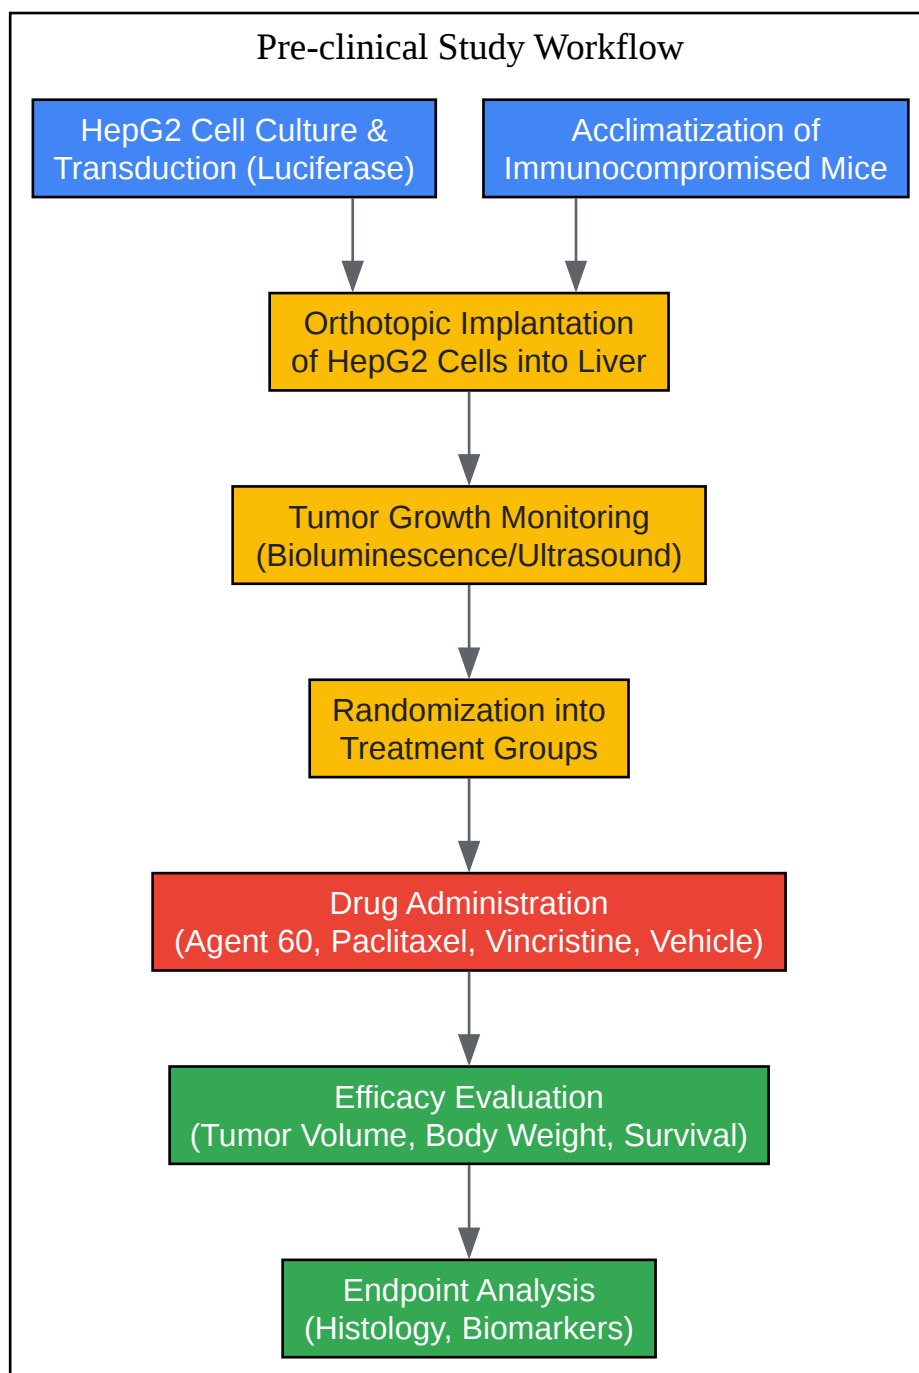 Pre-clinical Study Workflow
HepG2 Cell Culture &
Transduction (Luciferase)
Acclimatization of
Immunocompromised Mice
Orthotopic Implantation
of HepG2 Cells into Liver
Tumor Growth Monitoring
(Bioluminescence/Ultrasound)
Randomization into
Treatment Groups
Drug Administration
(Agent 60, Paclitaxel, Vincristine, Vehicle)
Efficacy Evaluation
(Tumor Volume, Body Weight, Survival)
Endpoint Analysis
(Histology, Biomarkers)